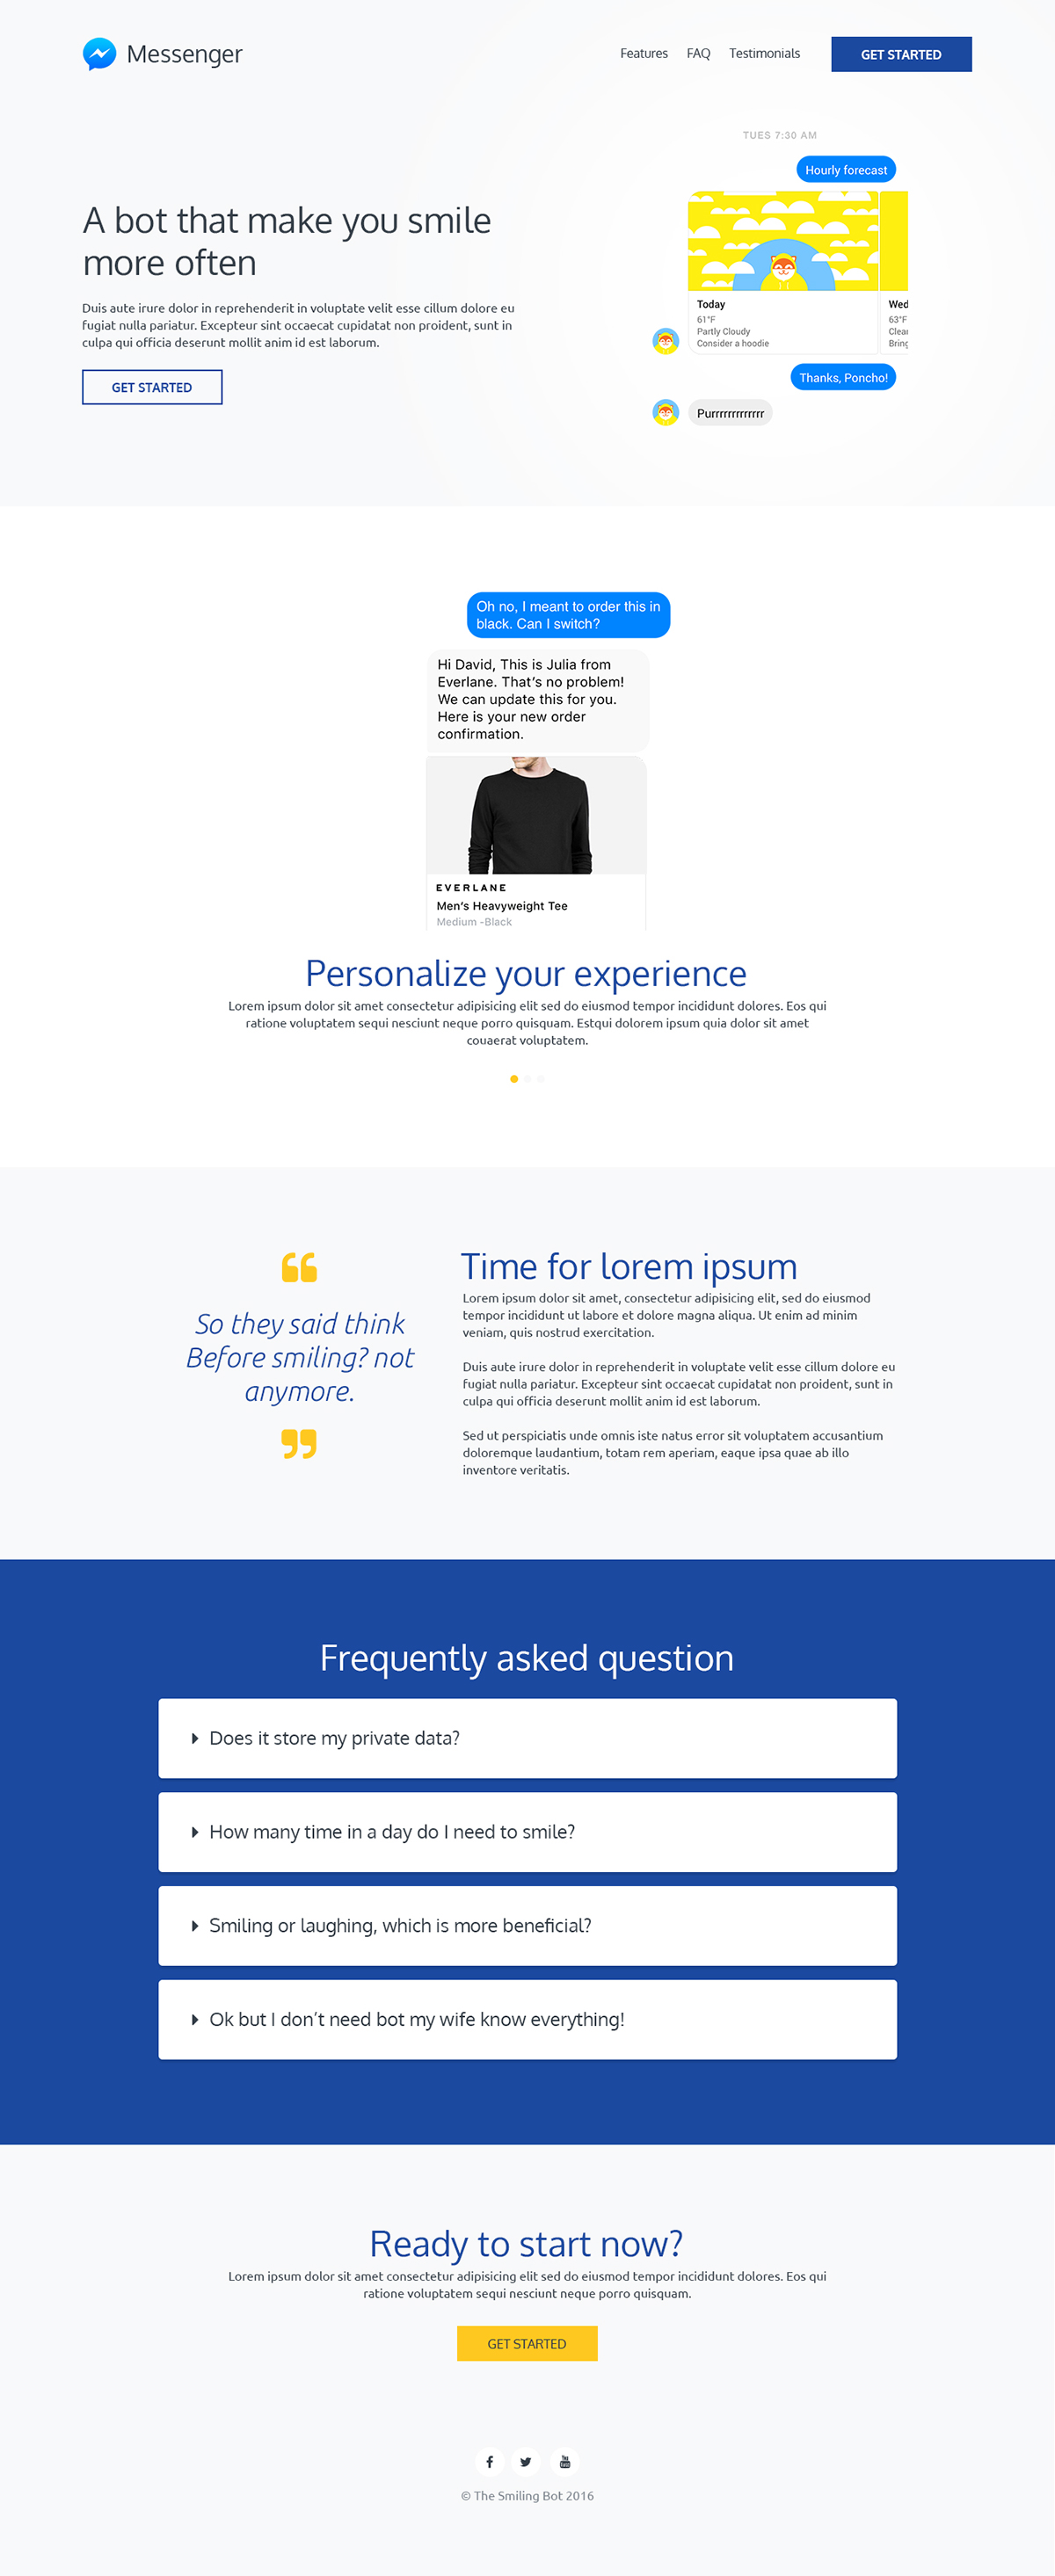 Messenger
Features FAQ Testimonials GET STARTED
A bot that make you smile
more often
Duis aute irure dolor in reprehenderit in voluptate velit esse cillum dolore eu
fugiat nulla pariatur. Excepteur sint occaecat cupidatat non proident, sunt in
culpa qui officia deserunt mollit anim id est laborum.
GET STARTED
TUES 7:30 AM
Hourly forecast
Today
61°F
Partly Cloudy
Consider a hoodie
Wed
63°F
Clea
Bring
Thanks, Poncho!
Purrrrrrrrrrrrr
Oh no, I meant to order this in
black. Can I switch?
Hi David, This is Julia from
Everlane. That's no problem!
We can update this for you.
Here is your new order
confirmation.
EVERLANE
Men's Heavyweight Tee
Medium -Black
Personalize your experience
Lorem ipsum dolor sit amet consectetur adipisicing elit sed do eiusmod tempor incididunt dolores. Eos qui
ratione voluptatem sequi nesciunt neque porro quisquam. Estqui dolorem ipsum quia dolor sit amet
couaerat voluptatem.
So they said think
Before smiling? not
anymore.
Time for lorem ipsum
Lorem ipsum dolor sit amet, consectetur adipisicing elit, sed do eiusmod
tempor incididunt ut labore et dolore magna aliqua. Ut enim ad minim
veniam, quis nostrud exercitation.
Duis aute irure dolor in reprehenderit in voluptate velit esse cillum dolore eu
fugiat nulla pariatur. Excepteur sint occaecat cupidatat non proident, sunt in
culpa qui officia deserunt mollit anim id est laborum.
Sed ut perspiciatis unde omnis iste natus error sit voluptatem accusantium
doloremque laudantium, totam rem aperiam, eaque ipsa quae ab illo
inventore veritatis.
Frequently asked question
Does it store my private data?
How many time in a day do I need to smile?
Smiling or laughing, which is more beneficial?
Ok but I don't need bot my wife know everything!
Ready to start now?
Lorem ipsum dolor sit amet consectetur adipisicing elit sed do eiusmod tempor incididunt dolores. Eos qui
ratione voluptatem sequi nesciunt neque porro quisquam.
GET STARTED
© The Smiling Bot 2016